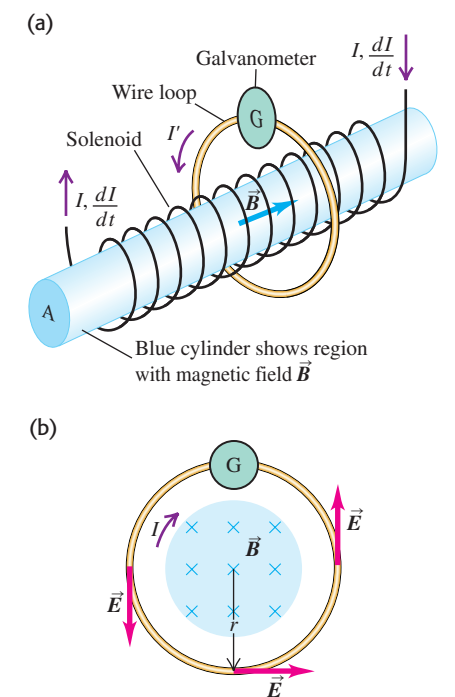 (a)
Galvanometer
I, dI/dt
Wire loop
G
I'
Solenoid
I, dI/dt
B⃗
A
Blue cylinder shows region
with magnetic field B⃗
(b)
G
I
B⃗
E⃗
E⃗
r
E⃗